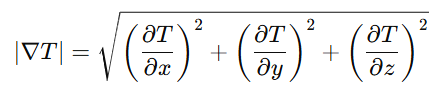 |∇T| = √((∂T/∂x)² + (∂T/∂y)² + (∂T/∂z)²)